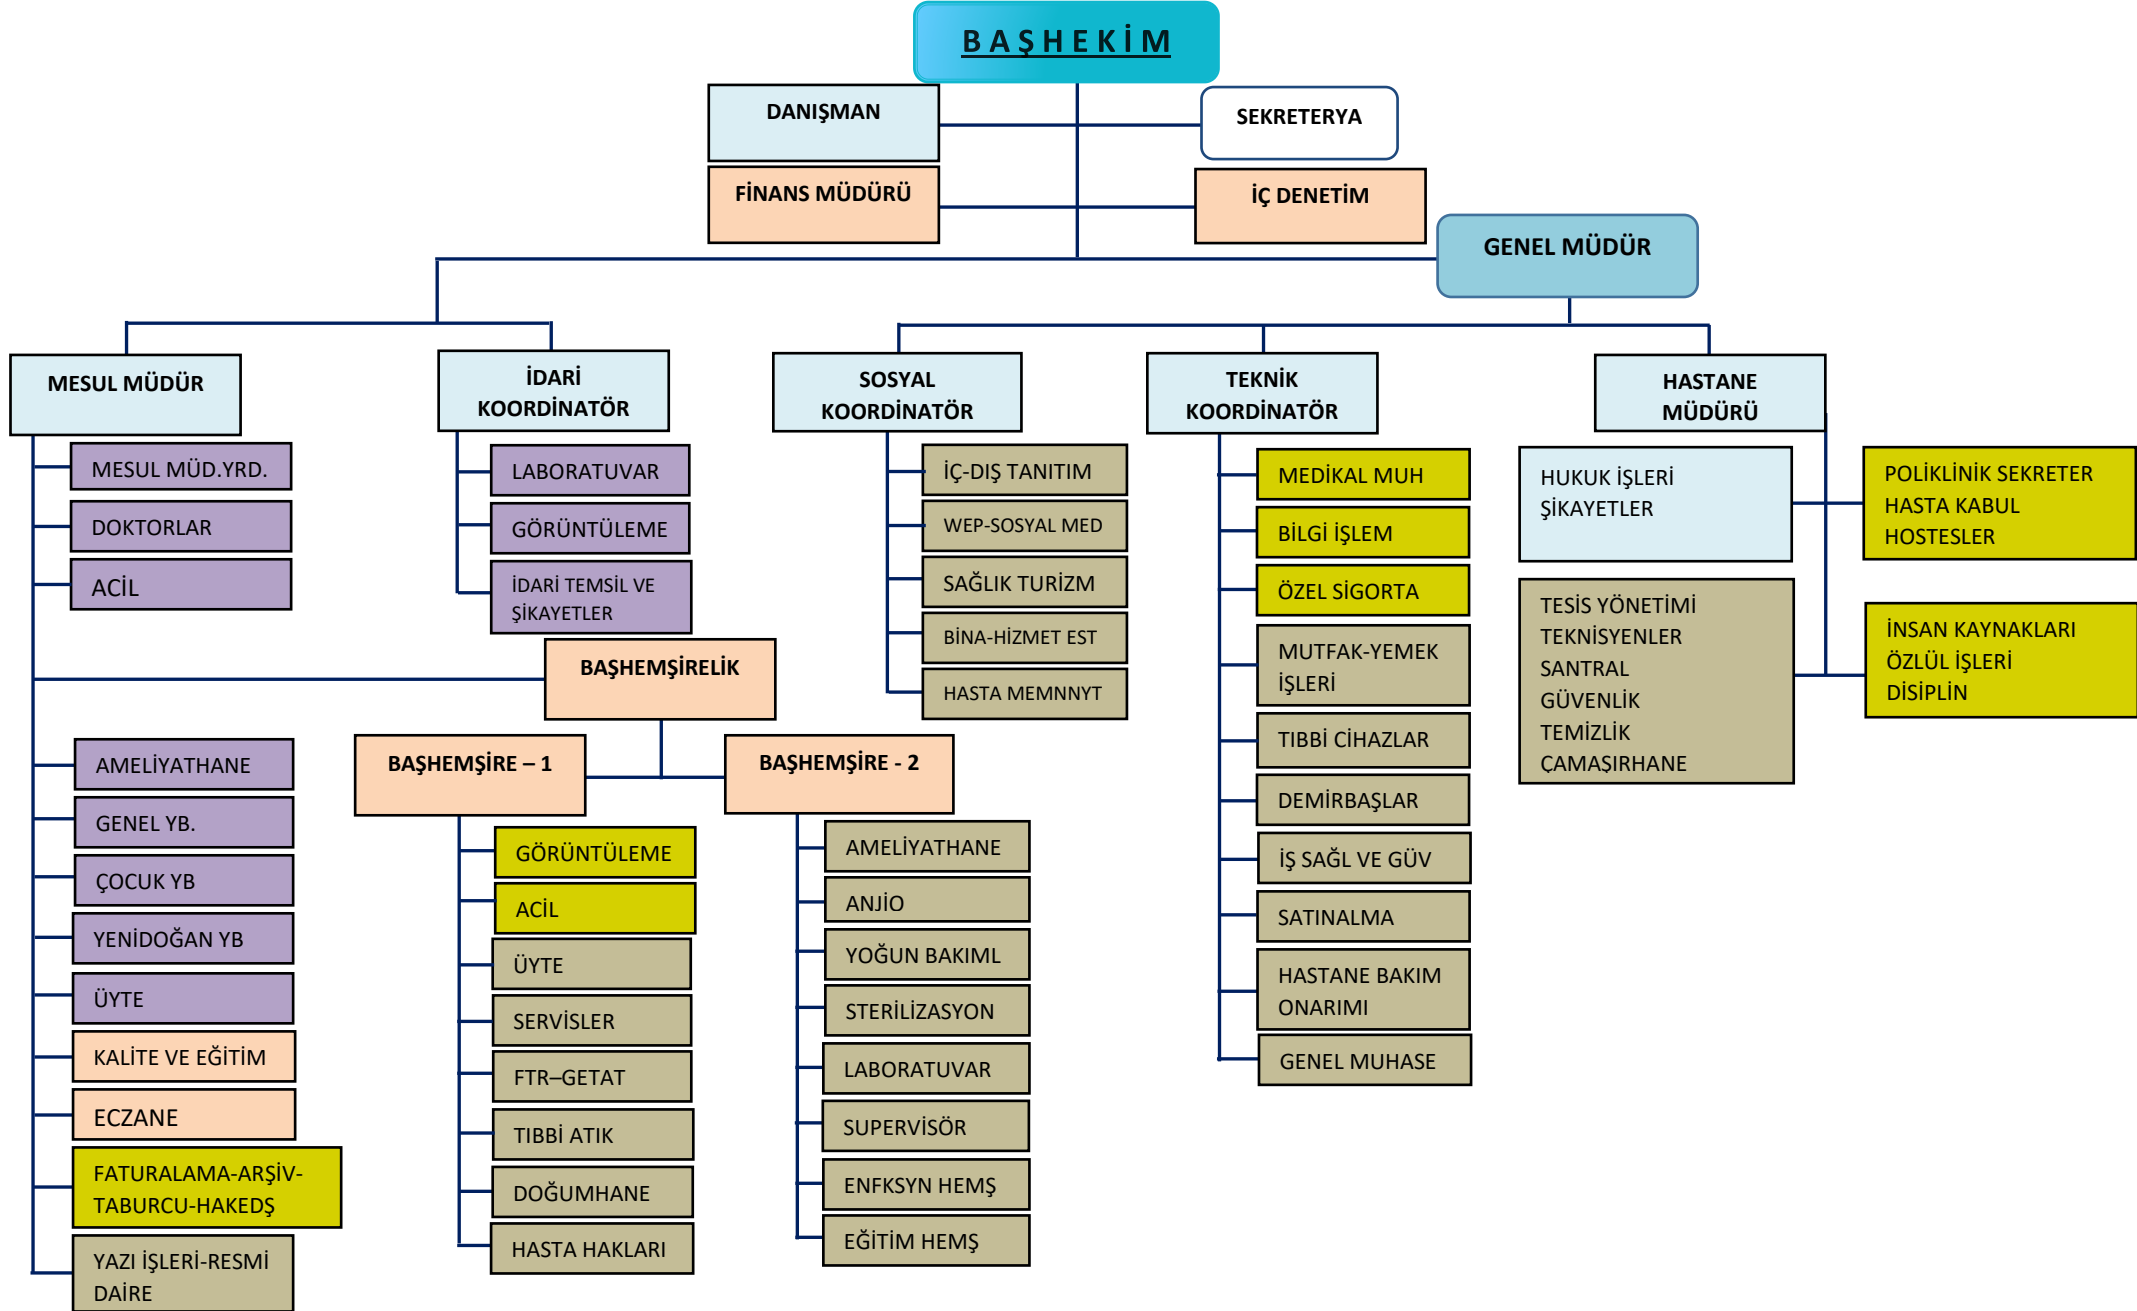 B A Ş H E K İ M
DANIŞMAN
SEKRETERYA
FİNANS MÜDÜRÜ
İÇ DENETİM
GENEL MÜDÜR
MESUL MÜDÜR
İDARİ
KOORDİNATÖR
SOSYAL
KOORDİNATÖR
TEKNİK
KOORDİNATÖR
HASTANE
MÜDÜRÜ
MESUL MÜD.YRD.
DOKTORLAR
ACİL
LABORATUVAR
GÖRÜNTÜLEME
İDARİ TEMSİL VE
ŞİKAYETLER
BAŞHEMŞİRELİK
AMELİYATHANE
GENEL YB.
ÇOCUK YB
YENİDOĞAN YB
ÜYTE
KALİTE VE EĞİTİM
ECZANE
FATURALAMA-ARŞİV-
TABURCU-HAKEDŞ
YAZI İŞLERİ-RESMİ
DAİRE
BAŞHEMŞİRE – 1
GÖRÜNTÜLEME
ACİL
ÜYTE
SERVİSLER
FTR–GETAT
TIBBİ ATIK
DOĞUMHANE
HASTA HAKLARI
BAŞHEMŞİRE - 2
AMELİYATHANE
ANJİO
YOĞUN BAKIML
STERİLİZASYON
LABORATUVAR
SUPERVİSÖR
ENFKSYN HEMŞ
EĞİTİM HEMŞ
İÇ-DIŞ TANITIM
WEP-SOSYAL MED
SAĞLIK TURİZM
BİNA-HİZMET EST
HASTA MEMNNYT
MEDİKAL MUH
BİLGİ İŞLEM
ÖZEL SİGORTA
MUTFAK-YEMEK
İŞLERİ
TIBBİ CİHAZLAR
DEMİRBAŞLAR
İŞ SAĞL VE GÜV
SATINALMA
HASTANE BAKIM
ONARIMI
GENEL MUHASE
HUKUK İŞLERİ
ŞİKAYETLER
POLİKLİNİK SEKRETER
HASTA KABUL
HOSTESLER
TESİS YÖNETİMİ
TEKNİSYENLER
SANTRAL
GÜVENLİK
TEMİZLİK
ÇAMAŞIRHANE
İNSAN KAYNAKLARI
ÖZLÜL İŞLERİ
DİSİPLİN